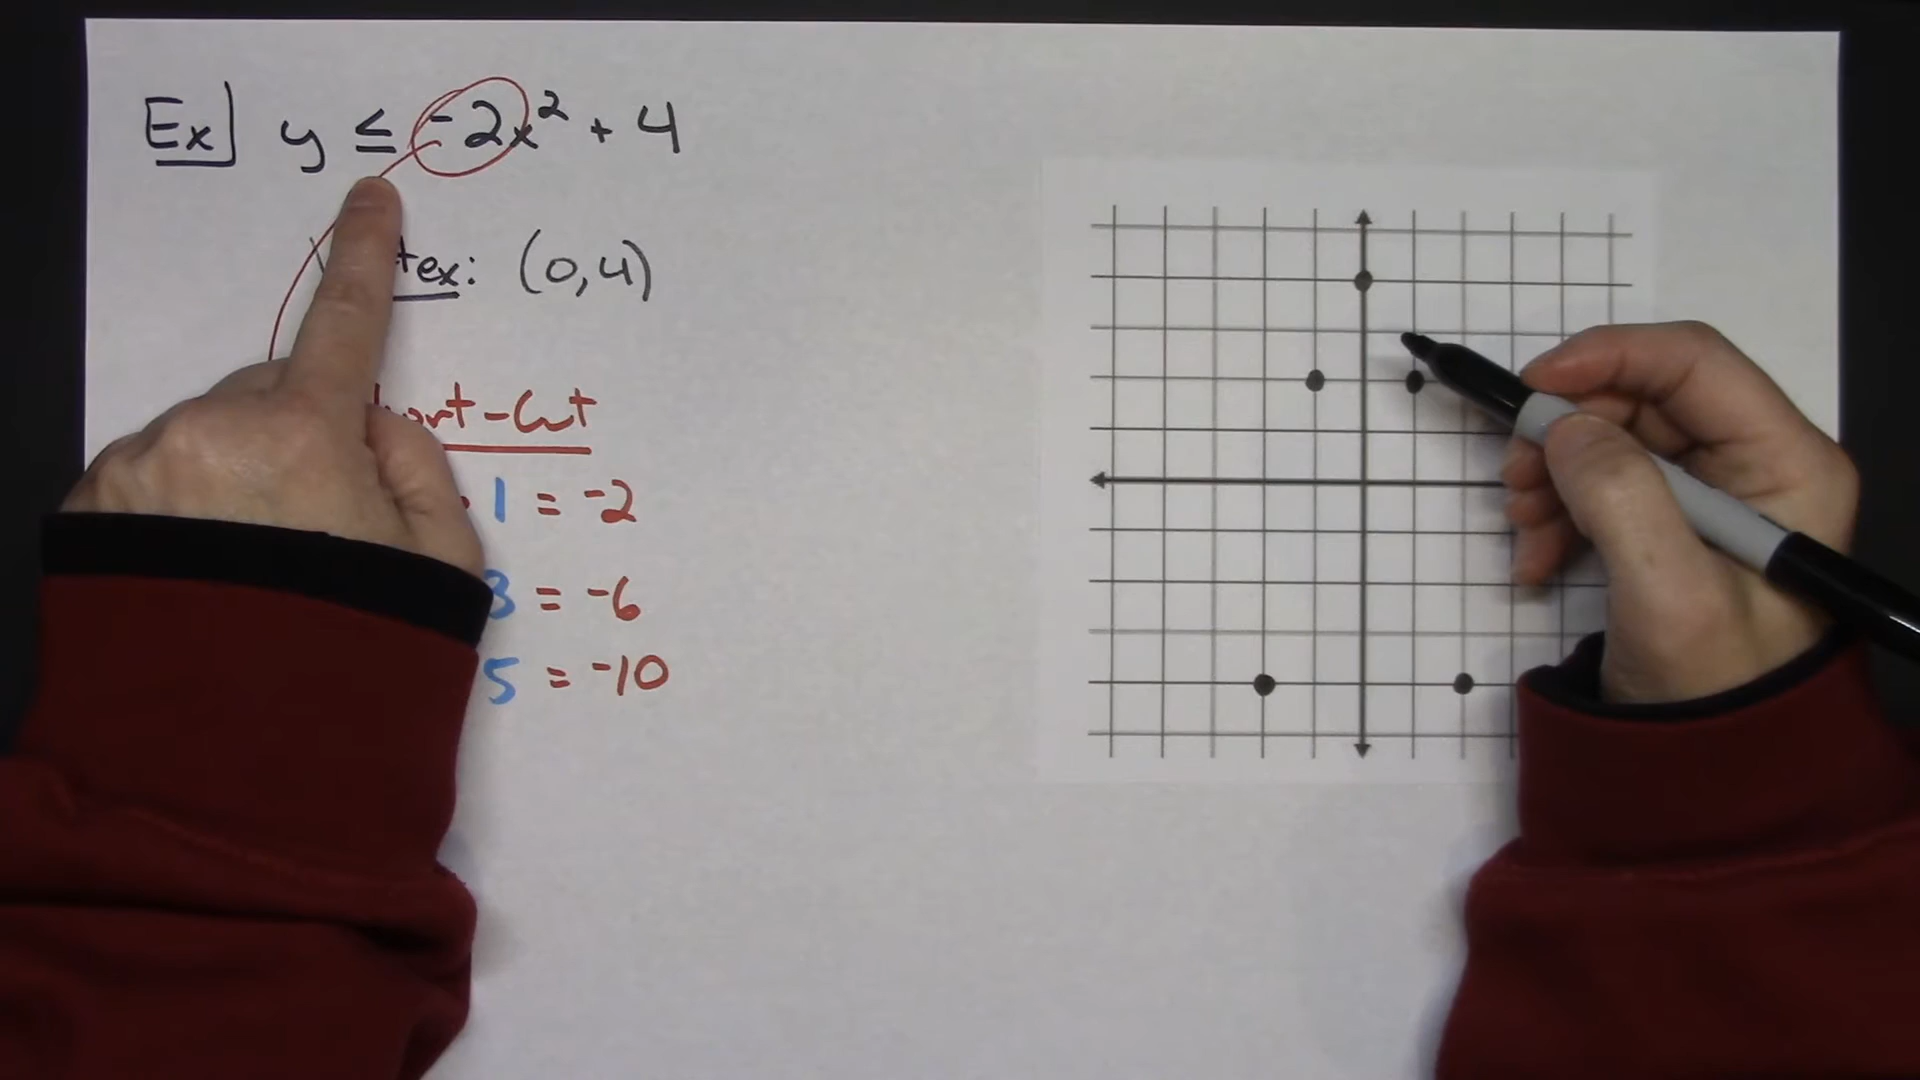 Ex] y ≤ -2x² + 4
tex: (0,4)
ort-Cut
· 1 = -2
3 = -6
5 = -10